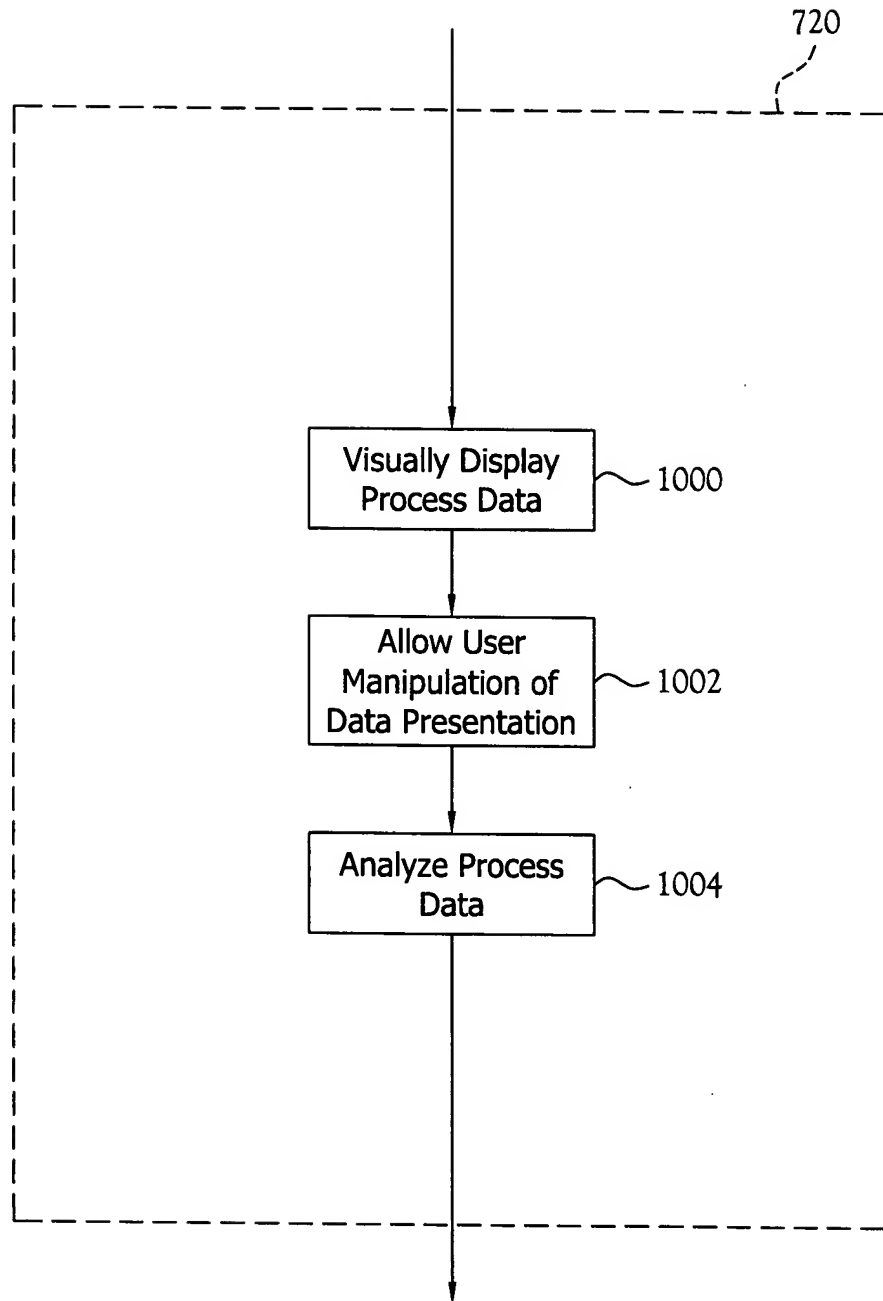 720
Visually Display
Process Data
1000
Allow User
Manipulation of
Data Presentation
1002
Analyze Process
Data
1004